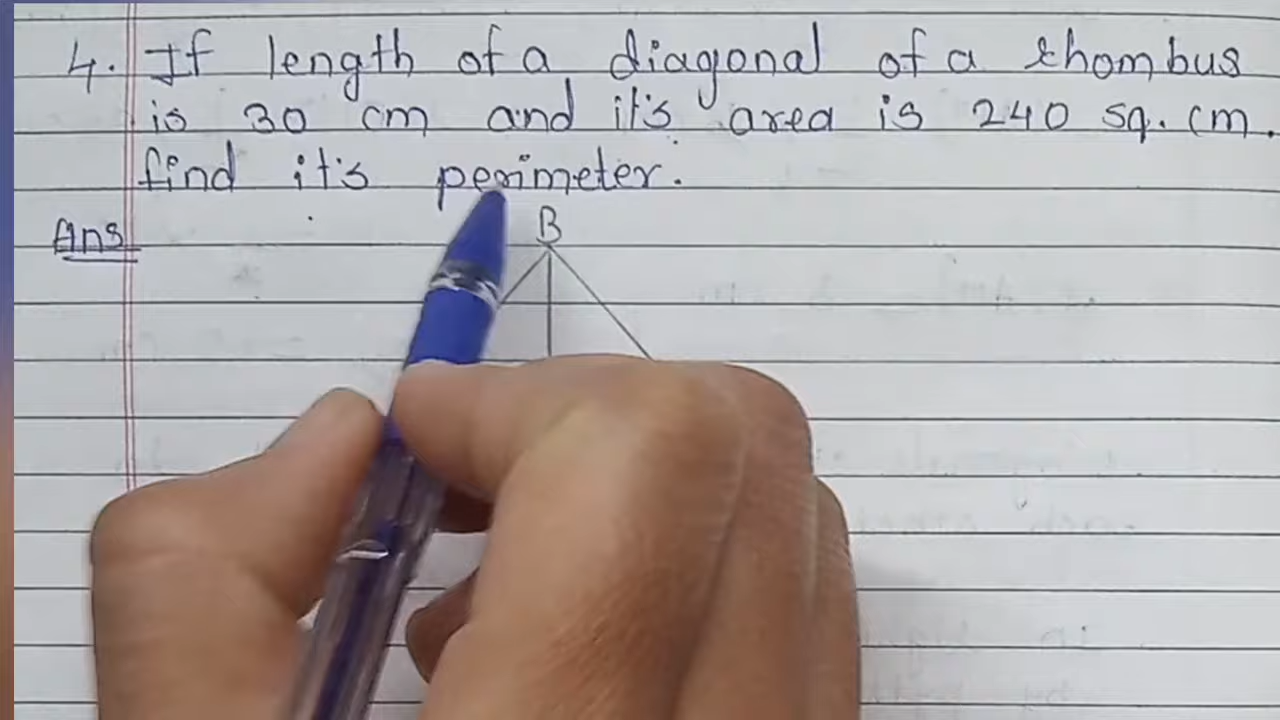 4. If length of a diagonal of a rhombus
is 30 cm and it's area is 240 sq. cm.
find it's perimeter.
Ans
B